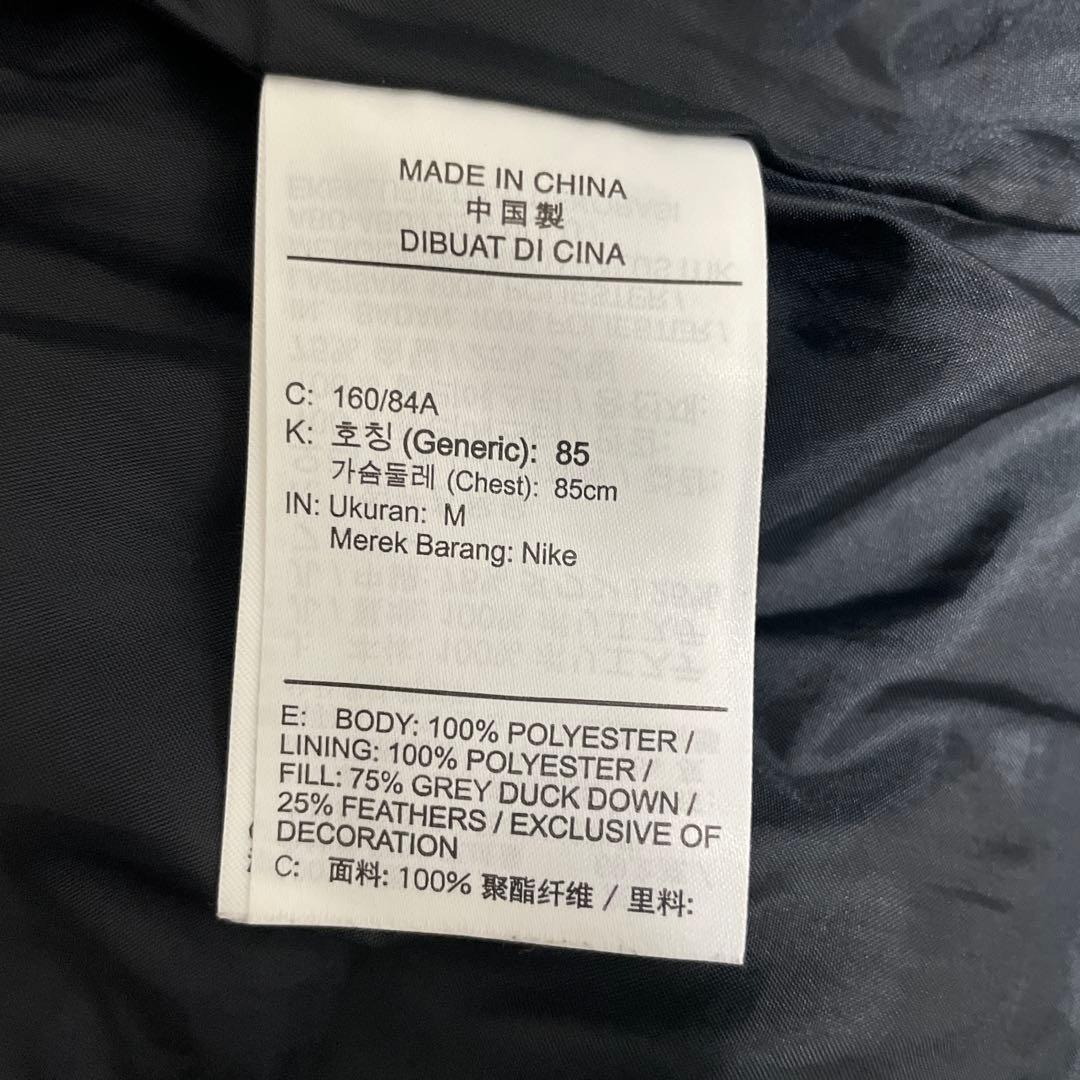 MADE IN CHINA
中国製
DIBUAT DI CINA
C: 160/84A
K: 호칭 (Generic): 85
가슴둘레 (Chest): 85cm
IN: Ukuran: M
Merek Barang: Nike
E: BODY: 100% POLYESTER /
LINING: 100% POLYESTER /
FILL: 75% GREY DUCK DOWN /
25% FEATHERS / EXCLUSIVE OF
DECORATION
C: 面料: 100% 聚酯纤维 / 里料: